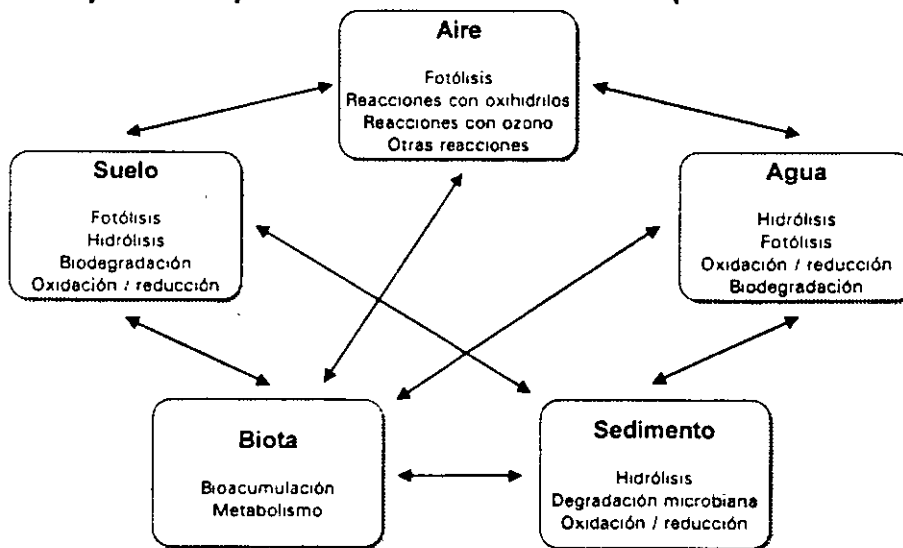 Aire
Fotólisis
Reacciones con oxihidrilos
Reacciones con ozono
Otras reacciones
Suelo
Fotólisis
Hidrólisis
Biodegradación
Oxidación / reducción
Agua
Hidrólisis
Fotólisis
Oxidación / reducción
Biodegradación
Biota
Bioacumulación
Metabolismo
Sedimento
Hidrólisis
Degradación microbiana
Oxidación / reducción